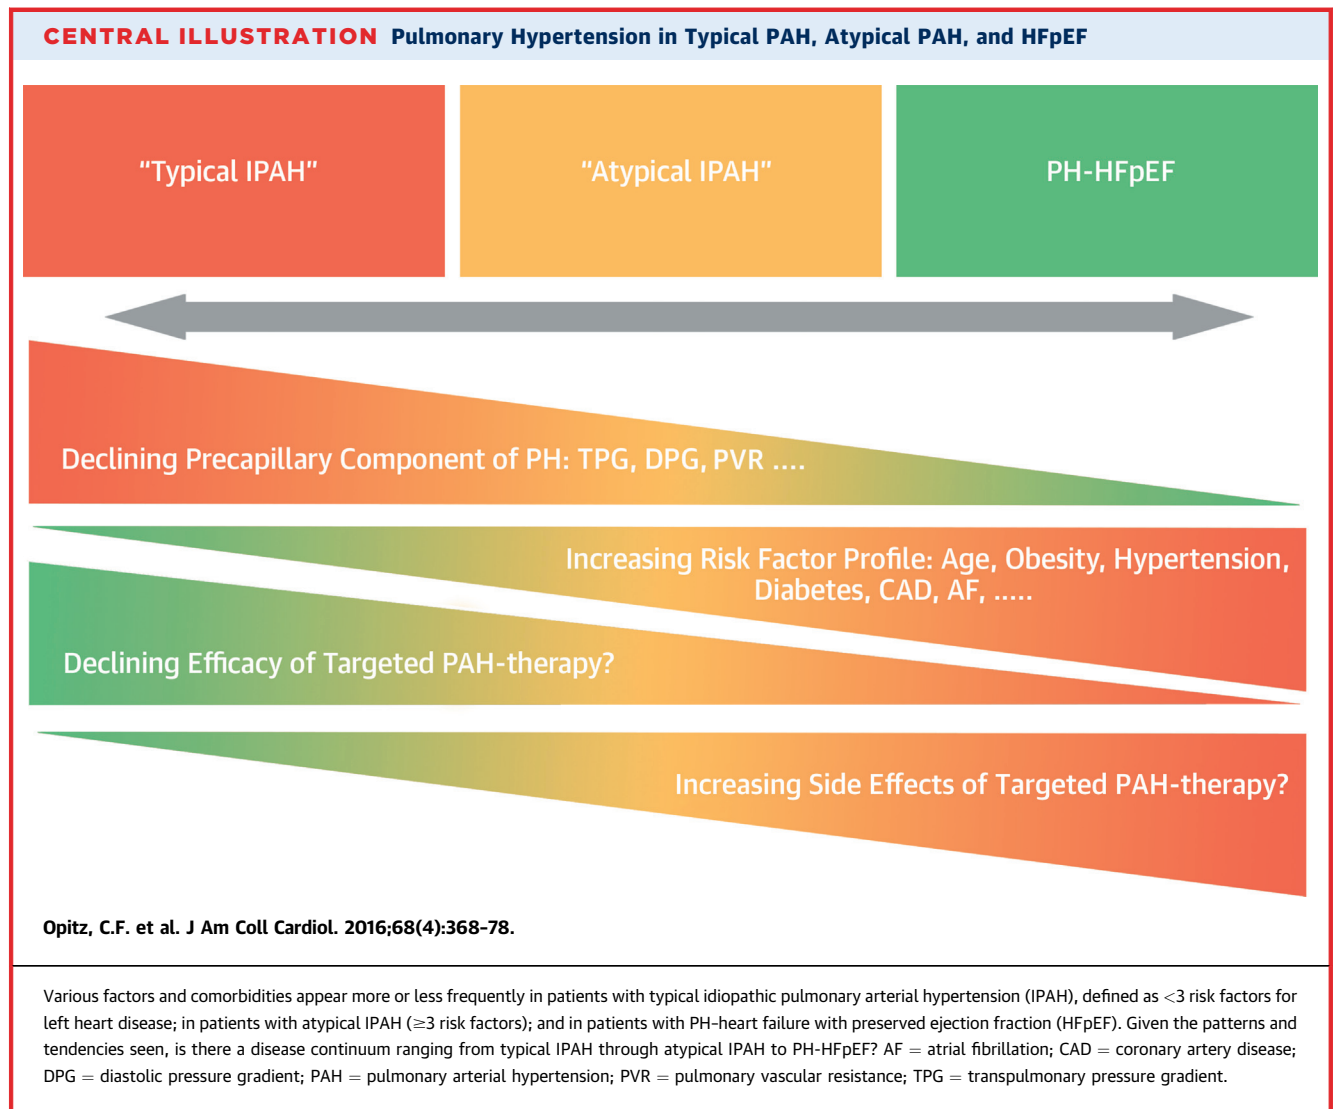 CENTRAL ILLUSTRATION Pulmonary Hypertension in Typical PAH, Atypical PAH, and HFpEF
“Typical IPAH”
“Atypical IPAH”
PH-HFpEF
Declining Precapillary Component of PH: TPG, DPG, PVR ....
Increasing Risk Factor Profile: Age, Obesity, Hypertension,
Diabetes, CAD, AF, .....
Declining Efficacy of Targeted PAH-therapy?
Increasing Side Effects of Targeted PAH-therapy?
Opitz, C.F. et al. J Am Coll Cardiol. 2016;68(4):368–78.
Various factors and comorbidities appear more or less frequently in patients with typical idiopathic pulmonary arterial hypertension (IPAH), defined as <3 risk factors for
left heart disease; in patients with atypical IPAH (≥3 risk factors); and in patients with PH-heart failure with preserved ejection fraction (HFpEF). Given the patterns and
tendencies seen, is there a disease continuum ranging from typical IPAH through atypical IPAH to PH-HFpEF? AF = atrial fibrillation; CAD = coronary artery disease;
DPG = diastolic pressure gradient; PAH = pulmonary arterial hypertension; PVR = pulmonary vascular resistance; TPG = transpulmonary pressure gradient.